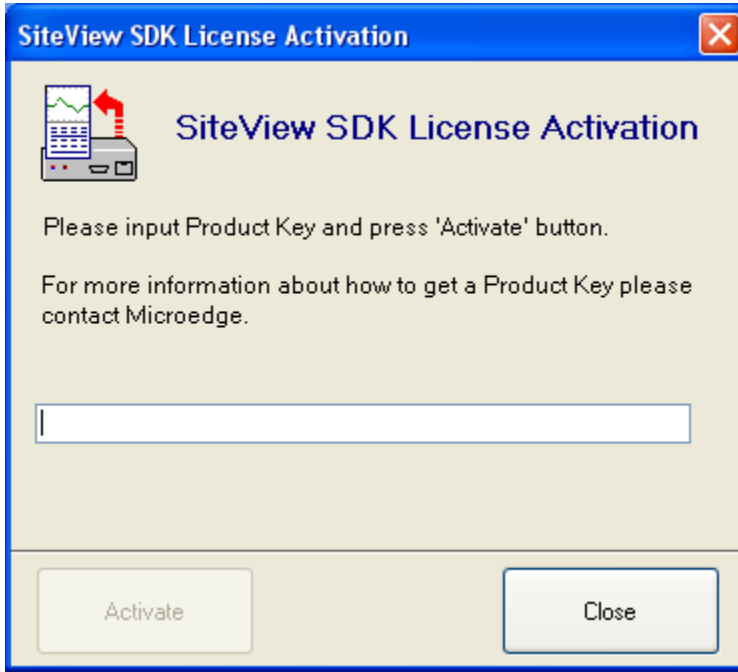 SiteView SDK License Activation
SiteView SDK License Activation
Please input Product Key and press 'Activate' button.
For more information about how to get a Product Key please
contact Microedge.
Activate
Close